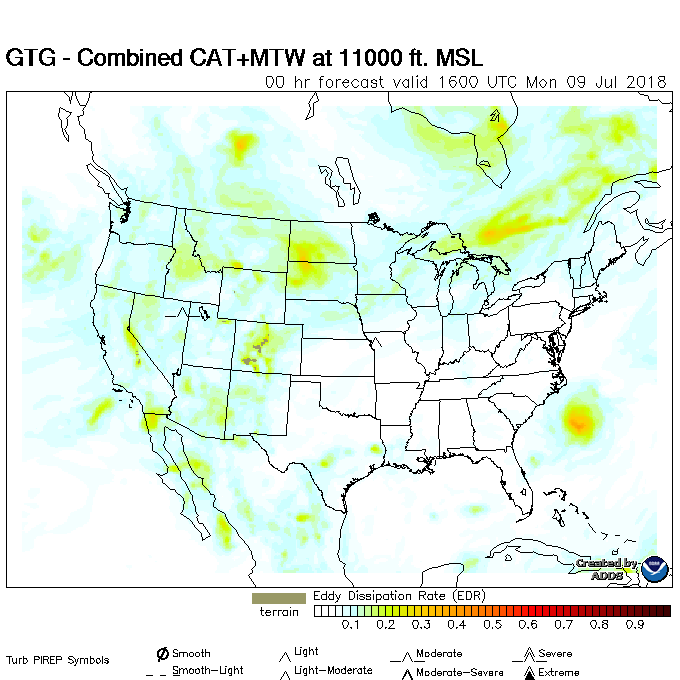 GTG - Combined CAT+MTW at 11000 ft. MSL
00 hr forecast valid 1600 UTC Mon 09 Jul 2018
Created by
ADDS
terrain
Eddy Dissipation Rate (EDR)
0.1 0.2 0.3 0.4 0.5 0.6 0.7 0.8 0.9
Turb PIREP Symbols
Smooth Light Moderate Severe
Smooth-Light Light-Moderate Moderate-Severe Extreme